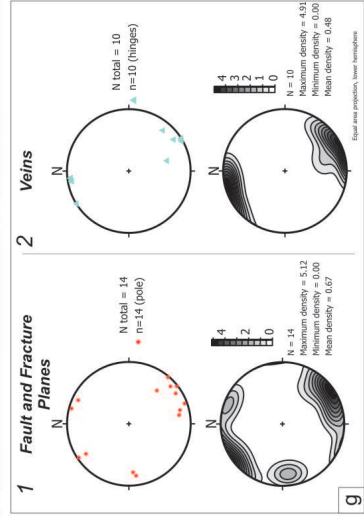 1 Fault and Fracture
Planes
N
N total = 14
n=14 (pole)
N
4
2
0
N = 14
Maximum density = 5.12
Minimum density = 0.00
Mean density = 0.67
2 Veins
N
N total = 10
n=10 (hinges)
N
4
3
2
1
0
N = 10
Maximum density = 4.91
Minimum density = 0.00
Mean density = 0.48
Equal area projection, lower hemisphere
g